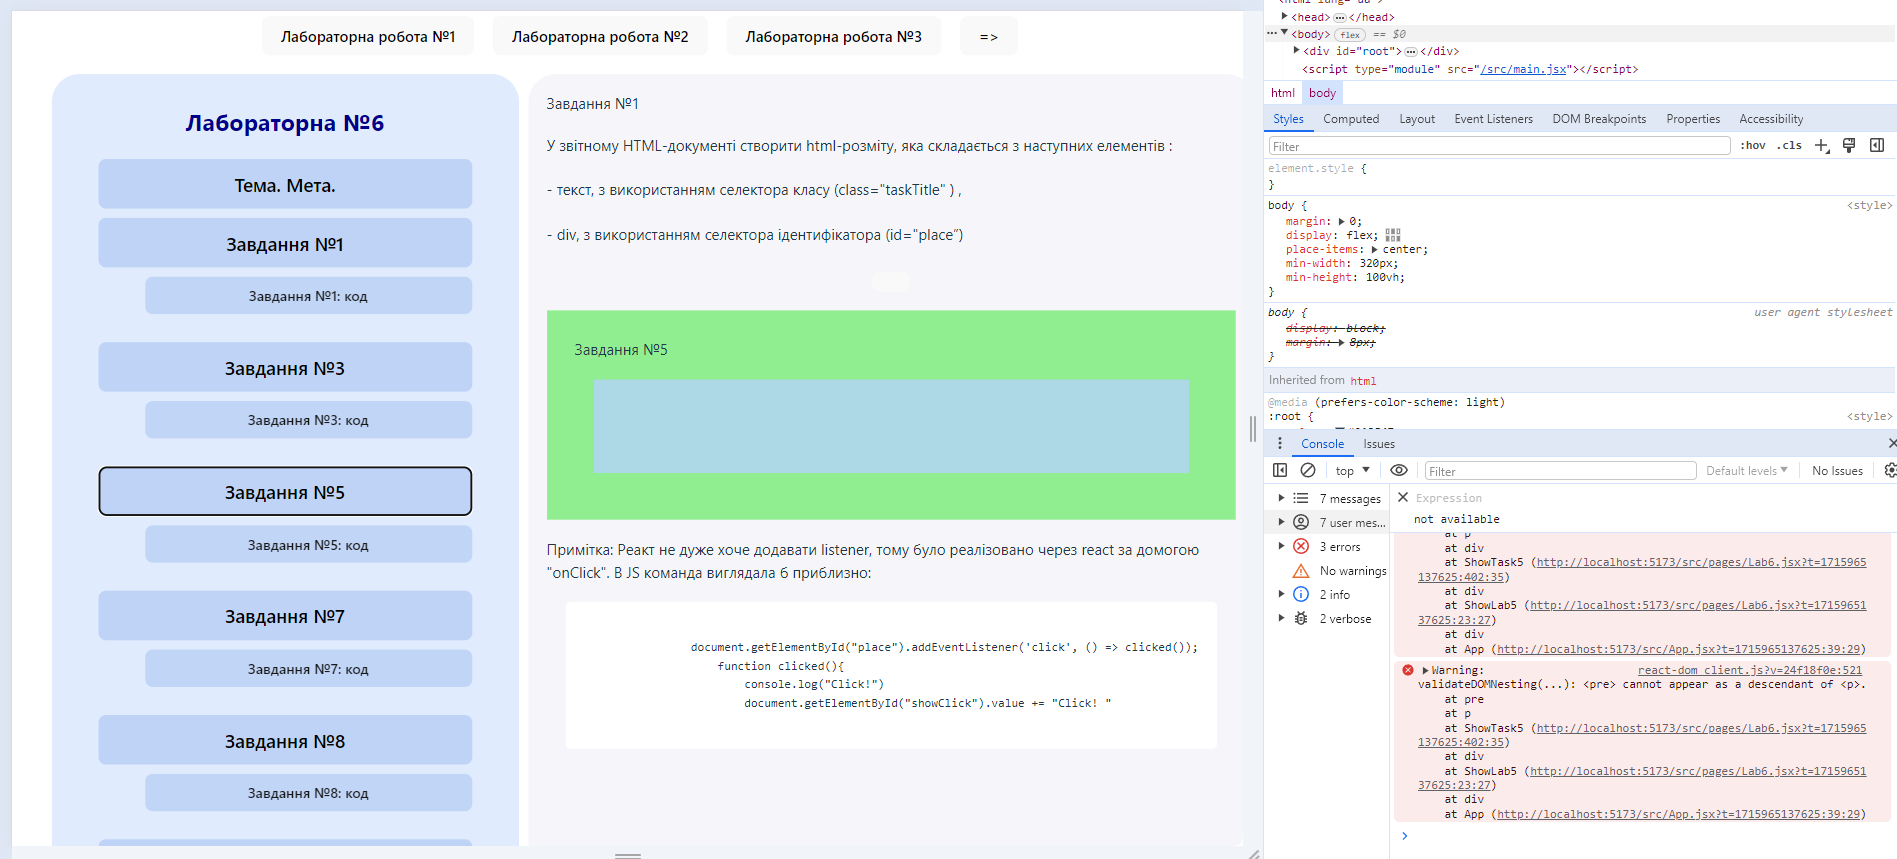 Лабораторна робота №1
Лабораторна робота №2
Лабораторна робота №3
=>
Лабораторна №6
Тема. Мета.
Завдання №1
Завдання №1: код
Завдання №3
Завдання №3: код
Завдання №5
Завдання №5: код
Завдання №7
Завдання №7: код
Завдання №8
Завдання №8: код
Завдання №1
У звітному HTML-документі створити html-розміту, яка складається з наступних елементів :
- текст, з використанням селектора класу (class="taskTitle" ) ,
- div, з використанням селектора ідентифікатора (id="place")
Завдання №5
Примітка: Реакт не дуже хоче додавати listener, тому було реалізовано через react за домогою
"onClick". В JS команда виглядала б приблизно:
document.getElementById("place").addEventListener('click', () => clicked());
function clicked(){
console.log("Click!")
document.getElementById("showClick").value += "Click! "
<head> ... </head>
... <body> flex == $0
<div id="root"> ... </div>
<script type="module" src="/src/main.jsx"></script>
html body
Styles Computed Layout Event Listeners DOM Breakpoints Properties Accessibility
Filter :hov .cls
element.style {
}
body { <style>
margin: 0;
display: flex;
place-items: center;
min-width: 320px;
min-height: 100vh;
}
body { user agent stylesheet
display: block;
margin: 8px;
}
Inherited from html
@media (prefers-color-scheme: light)
:root { <style>
Console Issues
top Filter Default levels No Issues
7 messages
7 user mes...
3 errors
No warnings
2 info
2 verbose
Expression
not available
at p
at div
at ShowTask5 (http://localhost:5173/src/pages/Lab6.jsx?t=1715965
137625:402:35)
at div
at ShowLab5 (http://localhost:5173/src/pages/Lab6.jsx?t=17159651
37625:23:27)
at div
at App (http://localhost:5173/src/App.jsx?t=1715965137625:39:29)
Warning: react-dom_client.js?v=24f18f0e:521
validateDOMNesting(...): <pre> cannot appear as a descendant of <p>.
at pre
at p
at ShowTask5 (http://localhost:5173/src/pages/Lab6.jsx?t=1715965
137625:402:35)
at div
at ShowLab5 (http://localhost:5173/src/pages/Lab6.jsx?t=17159651
37625:23:27)
at div
at App (http://localhost:5173/src/App.jsx?t=1715965137625:39:29)